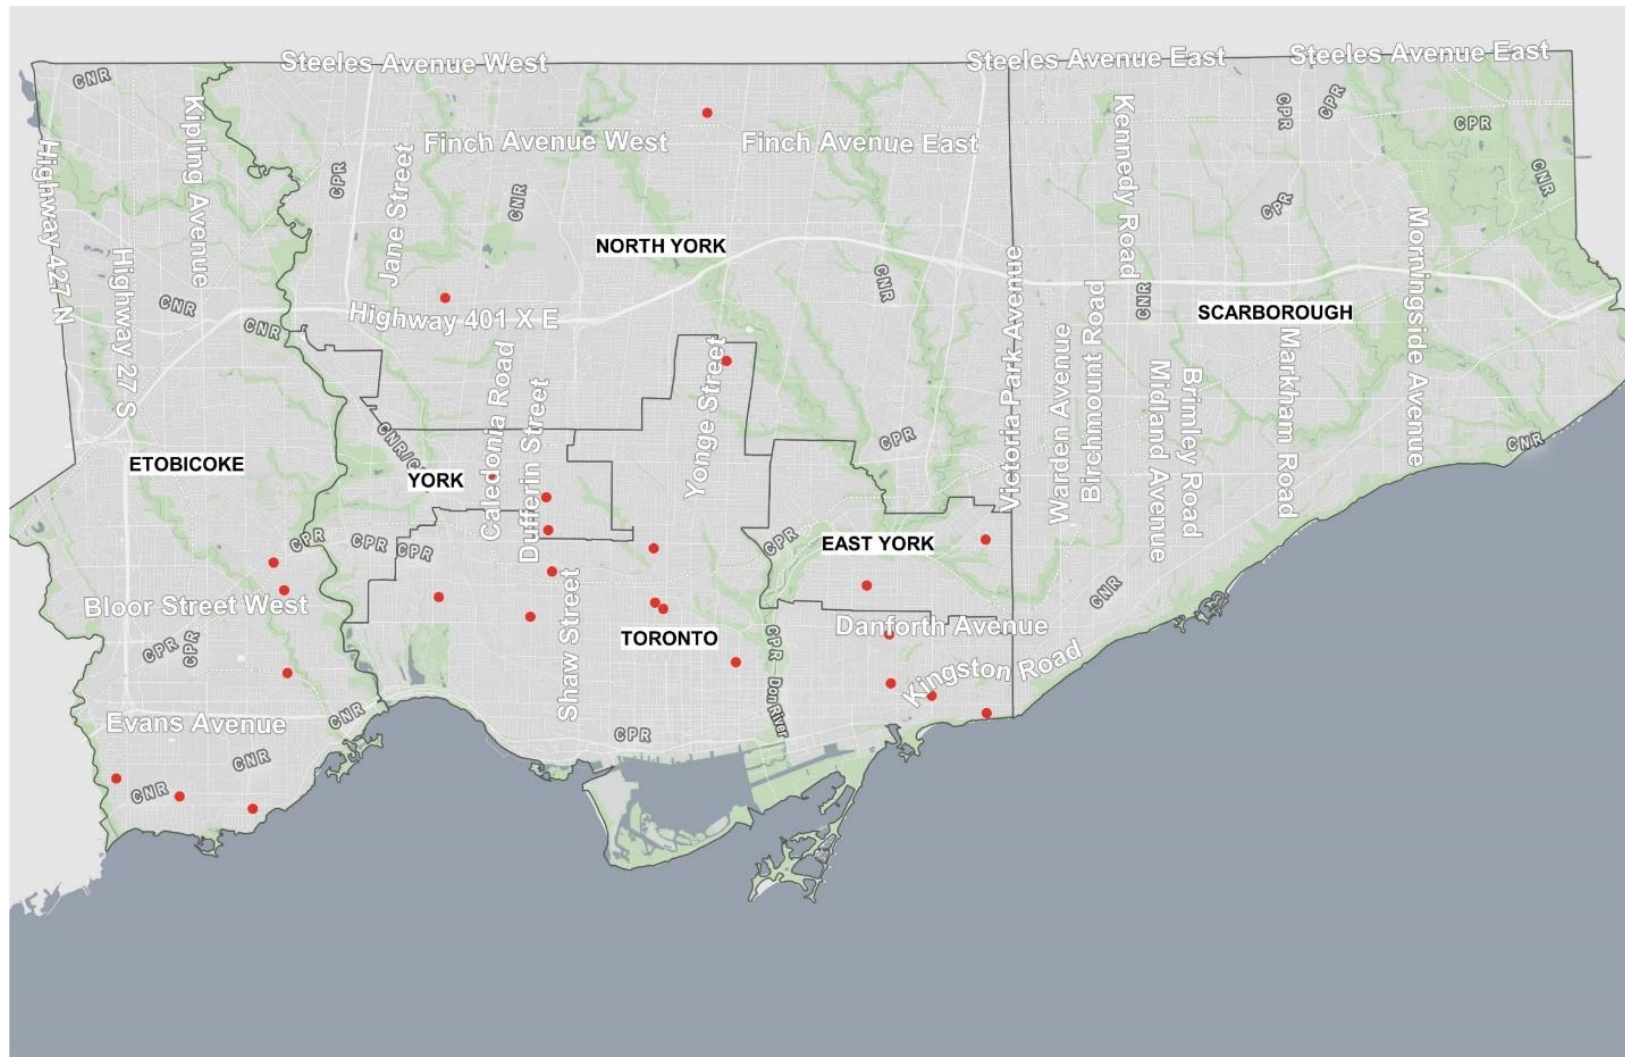 Steeles Avenue West
Steeles Avenue East
Steeles Avenue East
CNR
Kipling Avenue
CPR
CPR
CPR
Finch Avenue West
Finch Avenue East
Kennedy Road
Highway 427 N
Jane Street
CPR
CNR
CNR
CPR
NORTH YORK
Morningside Avenue
Highway 27 S
Victoria Park Avenue
CNR
CNR
CNR
CNR
Highway 401 X E
SCARBOROUGH
Birchmount Road
Warden Avenue
Caledonia Road
Dufferin Street
Yonge Street
Midland Avenue
Brimley Road
Markham Road
CPR
CNR
ETOBICOKE
YORK
CPR
CPR
CPR
CPR
EAST YORK
Bloor Street West
CNR
Shaw Street
TORONTO
Danforth Avenue
CPR
CPR
CPR
Don River
Kingston Road
Evans Avenue
CNR
CPR
CNR
CNR